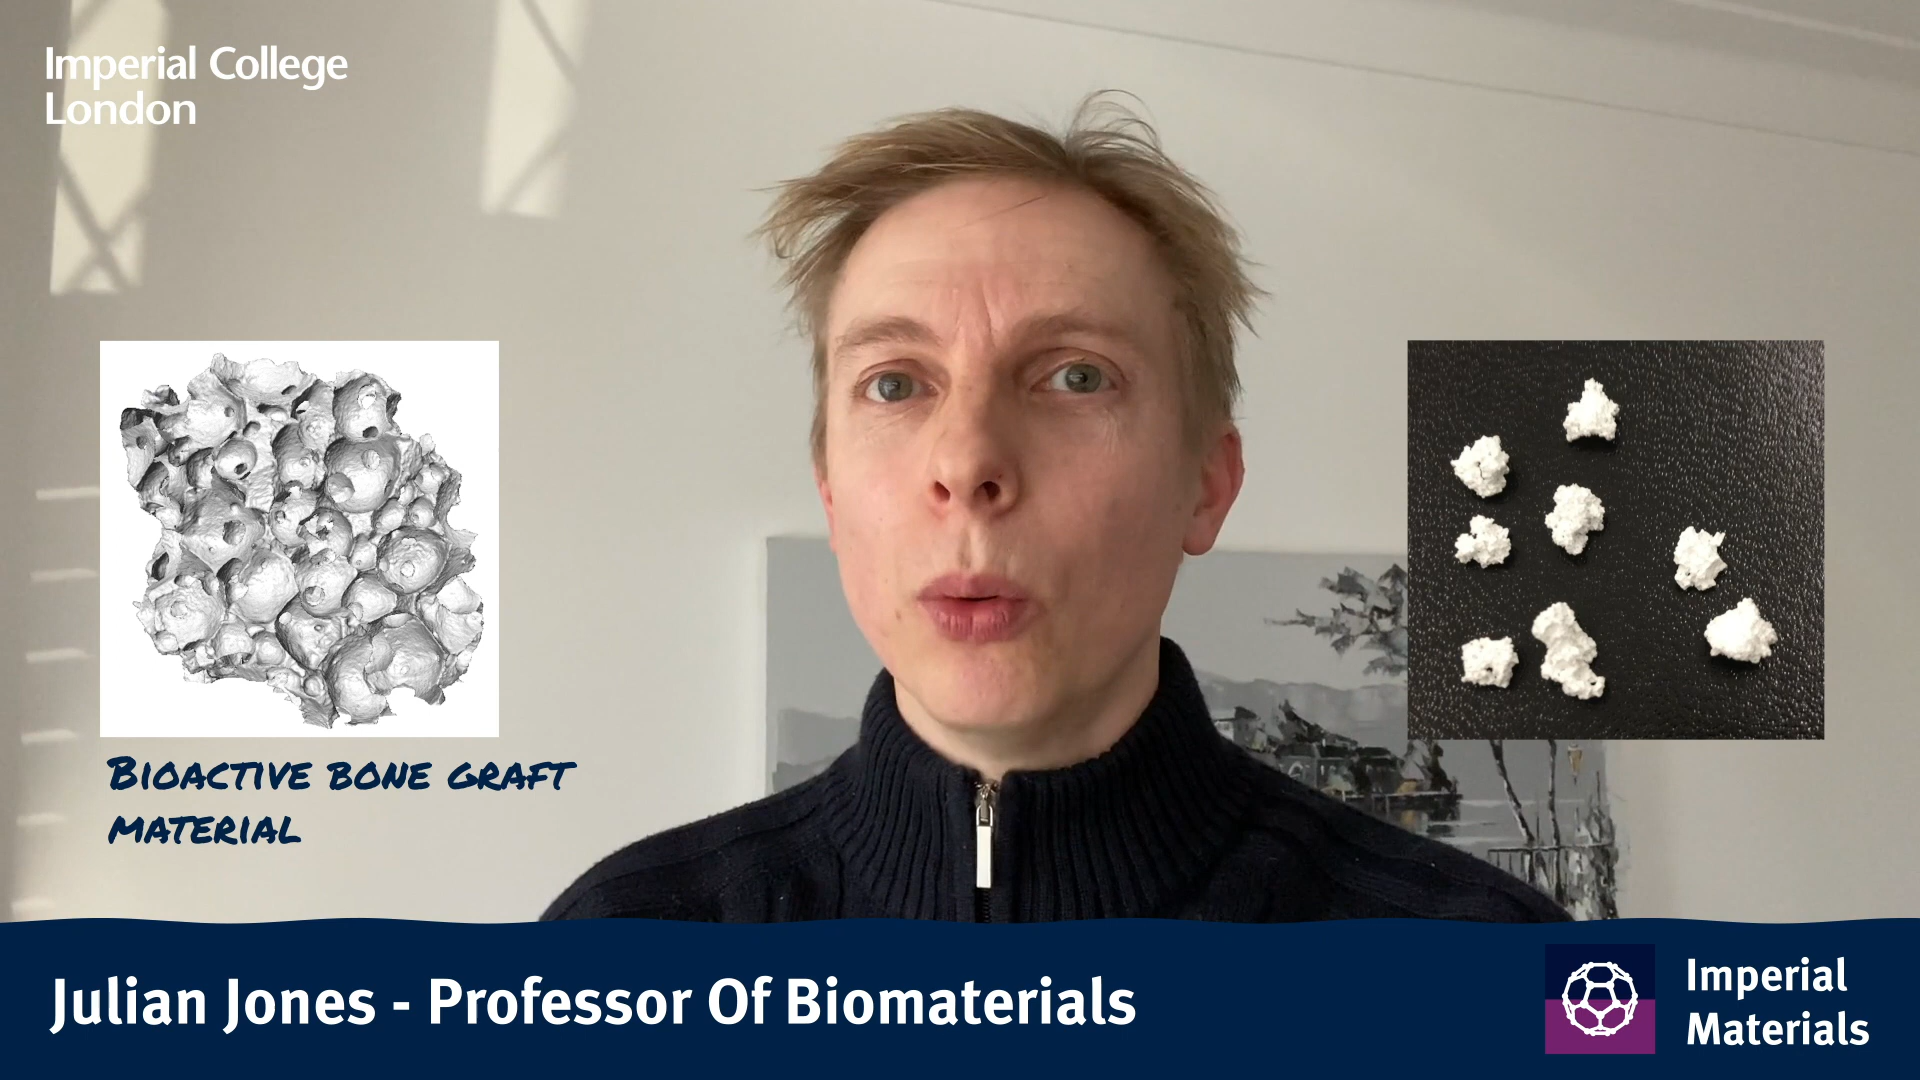 Imperial College
London
BIOACTIVE BONE GRAFT
MATERIAL
Julian Jones - Professor Of Biomaterials
Imperial
Materials